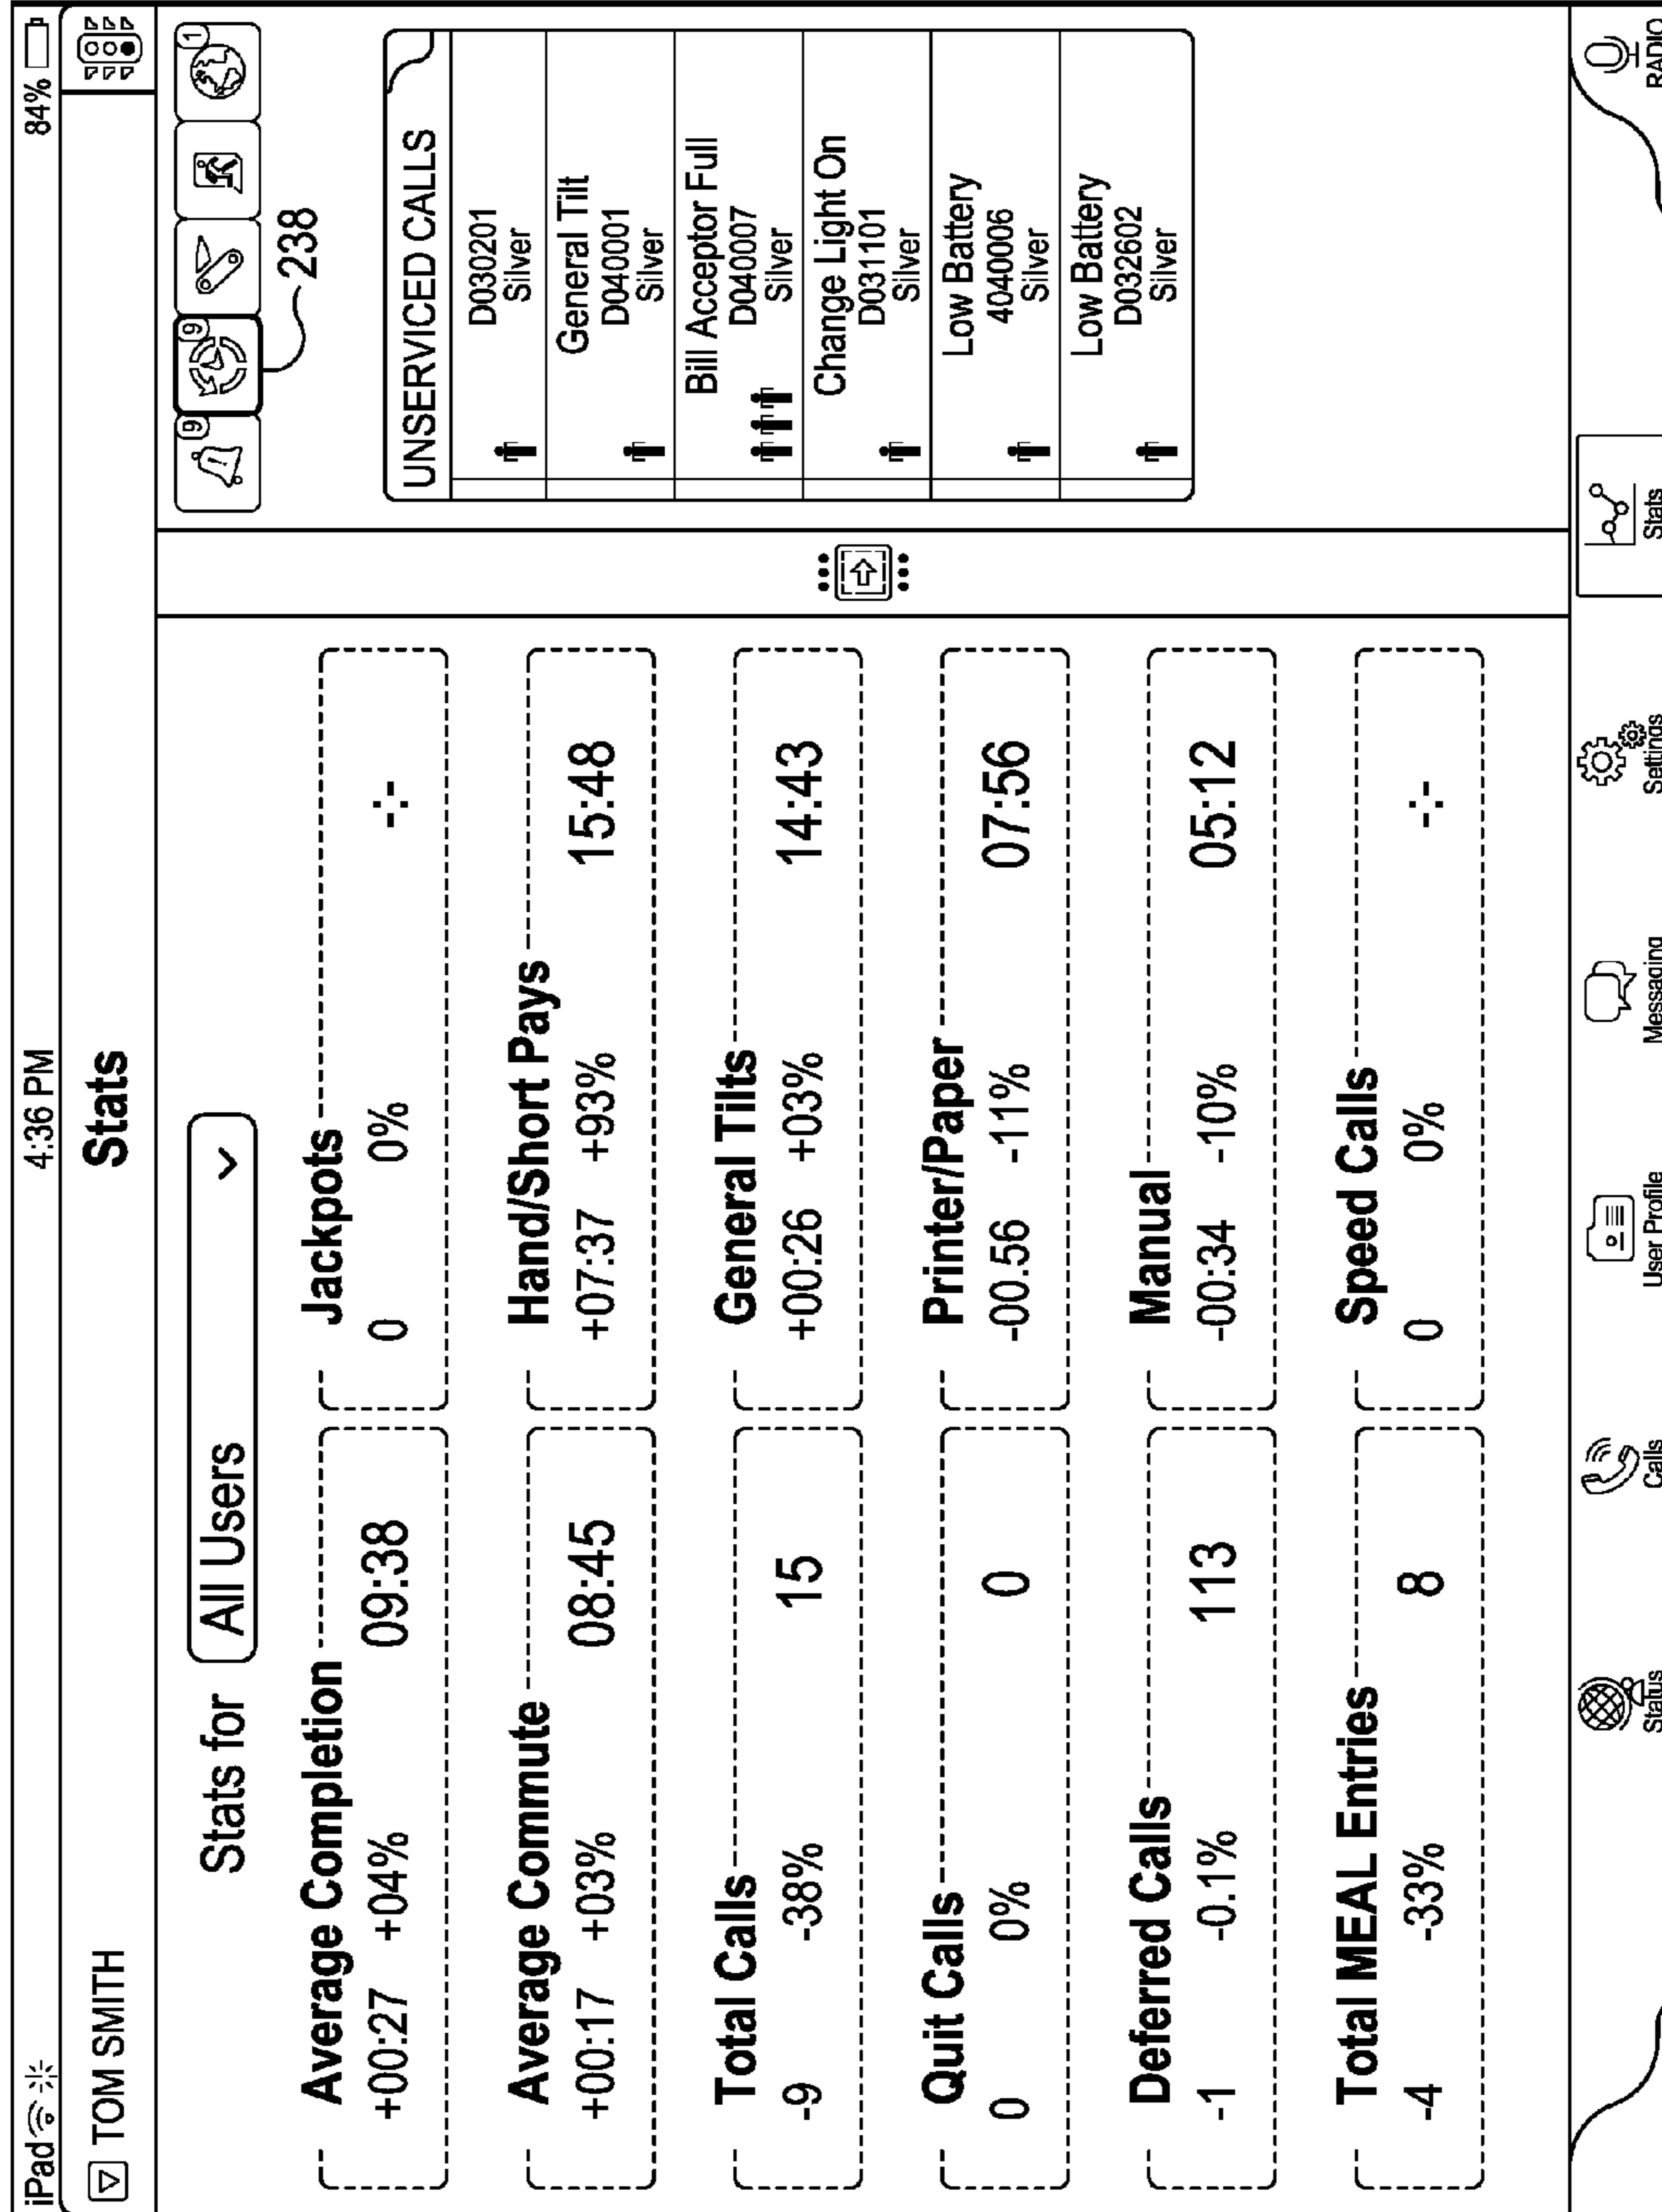 iPad 4:36 PM 84%
TOM SMITH Stats
Stats for All Users
Average Completion
+00:27 +04% 09:38
Jackpots
0 0% -:-
Average Commute
+00:17 +03% 08:45
Hand/Short Pays
+07:37 +93% 15:48
Total Calls
-9 -38% 15
General Tilts
+00:26 +03% 14:43
Quit Calls
0 0% 0
Printer/Paper
-00.56 -11% 07:56
Deferred Calls
-1 -0.1% 113
Manual
-00:34 -10% 05:12
Total MEAL Entries
-4 -33% 8
Speed Calls
0 0% -:-
9 9 1
238
UNSERVICED CALLS
D030201
Silver
General Tilt
D040001
Silver
Bill Acceptor Full
D040007
Silver
Change Light On
D031101
Silver
Low Battery
4040006
Silver
Low Battery
D032602
Silver
Status Calls User Profile Messaging Settings Stats RADIO